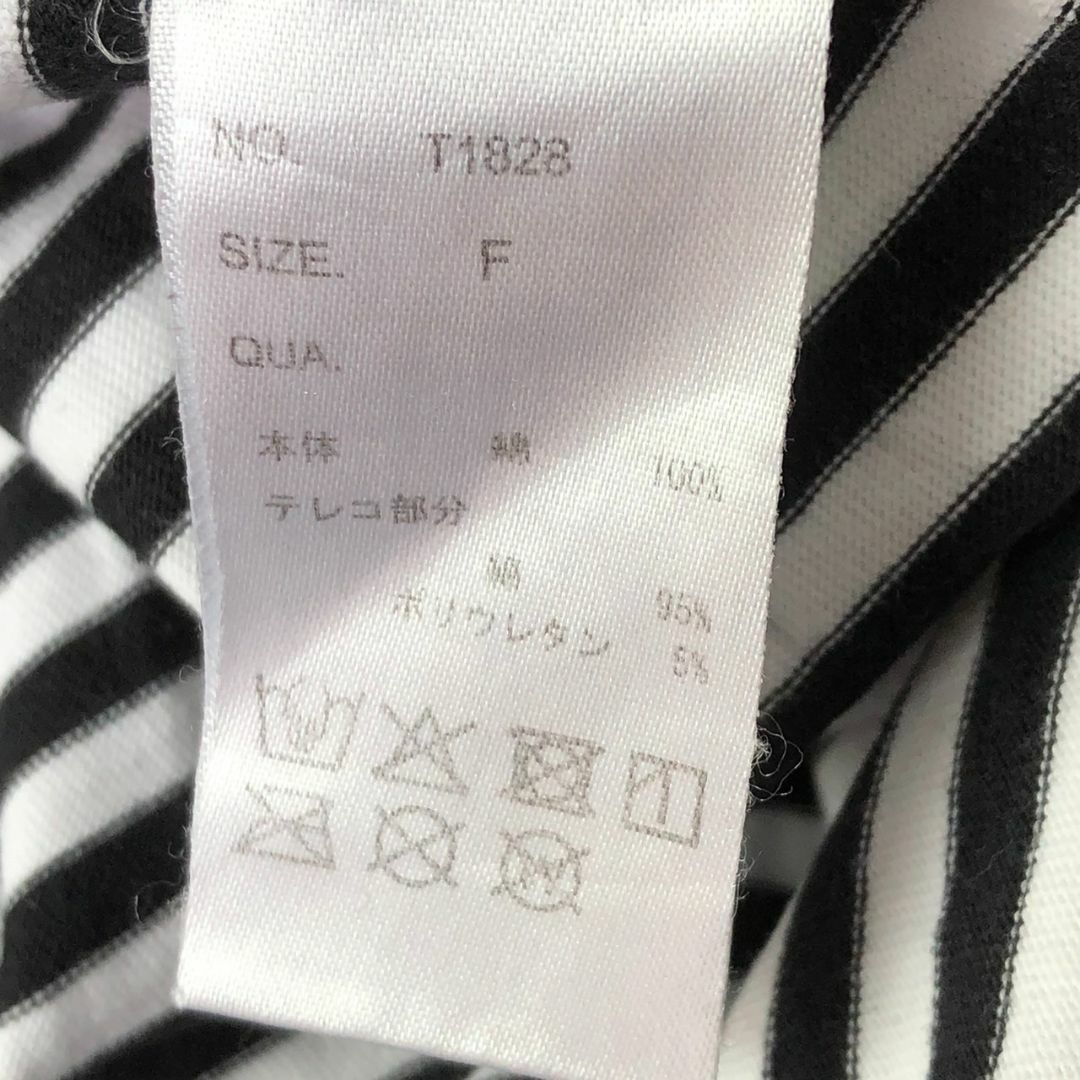 NO. T1828
SIZE. F
QUA.
本体 綿 100%
テレコ部分
綿 95%
ポリウレタン 5%